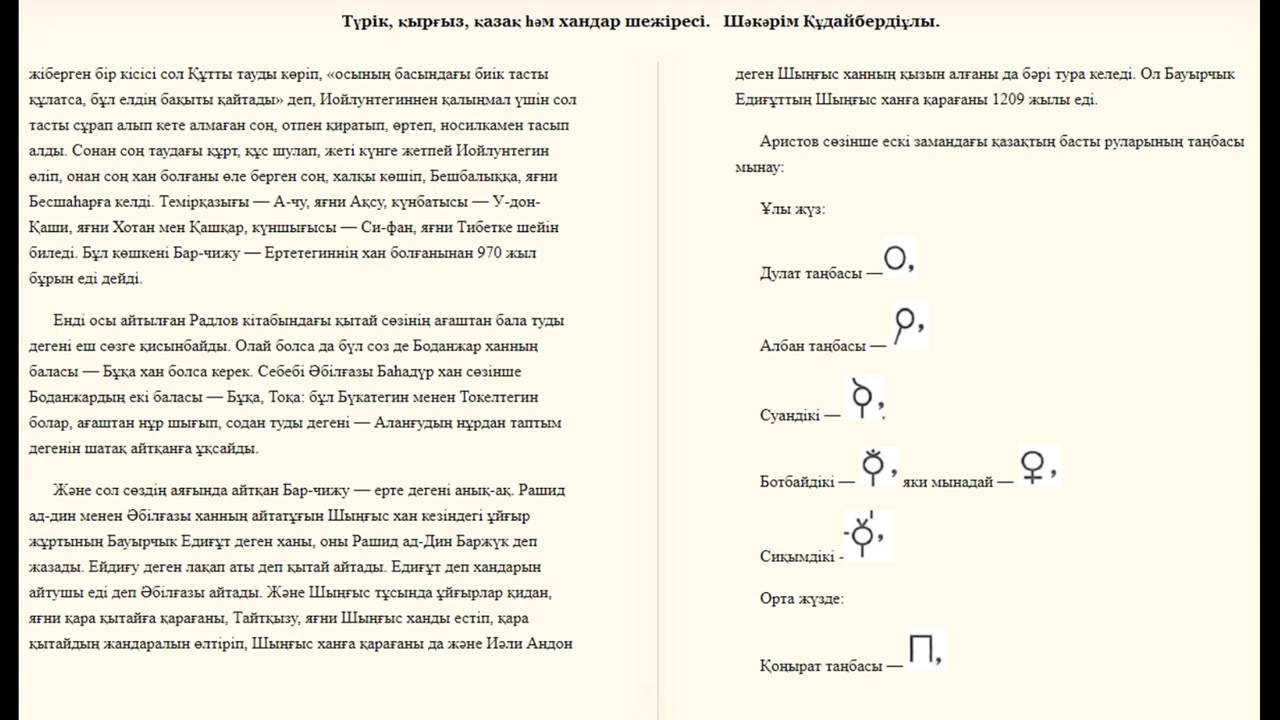 Түрік, қырғыз, қазақ һәм хандар шежіресі. Шәкәрім Құдайбердіұлы.
жіберген бір кісісі сол Құтты тауды көріп, «осының басындағы биік тасты
құлатса, бұл елдің бақыты қайтады» деп, Иойлунтегиннен қалыңмал үшін сол
тасты сұрап алып кете алмаған соң, отпен қиратып, өртеп, носилкамен тасып
алды. Сонан соң таудағы құрт, құс шулап, жеті күнге жетпей Иойлунтегин
өліп, онан соң хан болғаны өле берген соң, халқы көшіп, Бешбалыққа, яғни
Бесшаһарға келді. Темірқазығы — А-чу, яғни Ақсу, күнбатысы — У-дон-
Қаши, яғни Хотан мен Қашқар, күншығысы — Си-фан, яғни Тибетке шейін
биледі. Бұл көшкені Бар-чижу — Ертетегиннің хан болғанынан 970 жыл
бұрын еді дейді.
Енді осы айтылған Радлов кітабындағы қытай сөзінің ағаштан бала туды
дегені еш сөзге қисынбайды. Олай болса да бұл соз де Боданжар ханның
баласы — Бұқа хан болса керек. Себебі Әбілғазы Баһадүр хан сөзінше
Боданжардың екі баласы — Бұқа, Тоқа: бұл Бүкатегин менен Токелтегин
болар, ағаштан нұр шығып, содан туды дегені — Аланғудың нұрдан таптым
дегенін шатақ айтқанға ұқсайды.
Және сол сөздің аяғында айтқан Бар-чижу — ерте дегені анық-ақ. Рашид
ад-дин менен Әбілғазы ханның айтатұғын Шыңғыс хан кезіндегі ұйғыр
жұртының Бауырчык Едиғұт деген ханы, оны Рашид ад-Дин Баржүк деп
жазады. Ейдиғу деген лақап аты деп қытай айтады. Едиғұт деп хандарын
айтушы еді деп Әбілғазы айтады. Және Шыңғыс тұсында ұйғырлар қидан,
яғни қара қытайға қарағаны, Тайтқызу, яғни Шыңғыс ханды естіп, қара
қытайдың жандаралын өлтіріп, Шыңғыс ханға қарағаны да және Иәли Андон
деген Шыңғыс ханның қызын алғаны да бәрі тура келеді. Ол Бауырчык
Едиғұттың Шыңғыс ханға қарағаны 1209 жылы еді.
Аристов сөзінше ескі замандағы қазақтың басты руларының таңбасы
мынау:
Ұлы жүз:
Дулат таңбасы — ,
Албан таңбасы — ,
Суандікі — ,
Ботбайдікі — , яки мынадай — ,
Сиқымдікі - ,
Орта жүзде:
Қоңырат таңбасы — ,